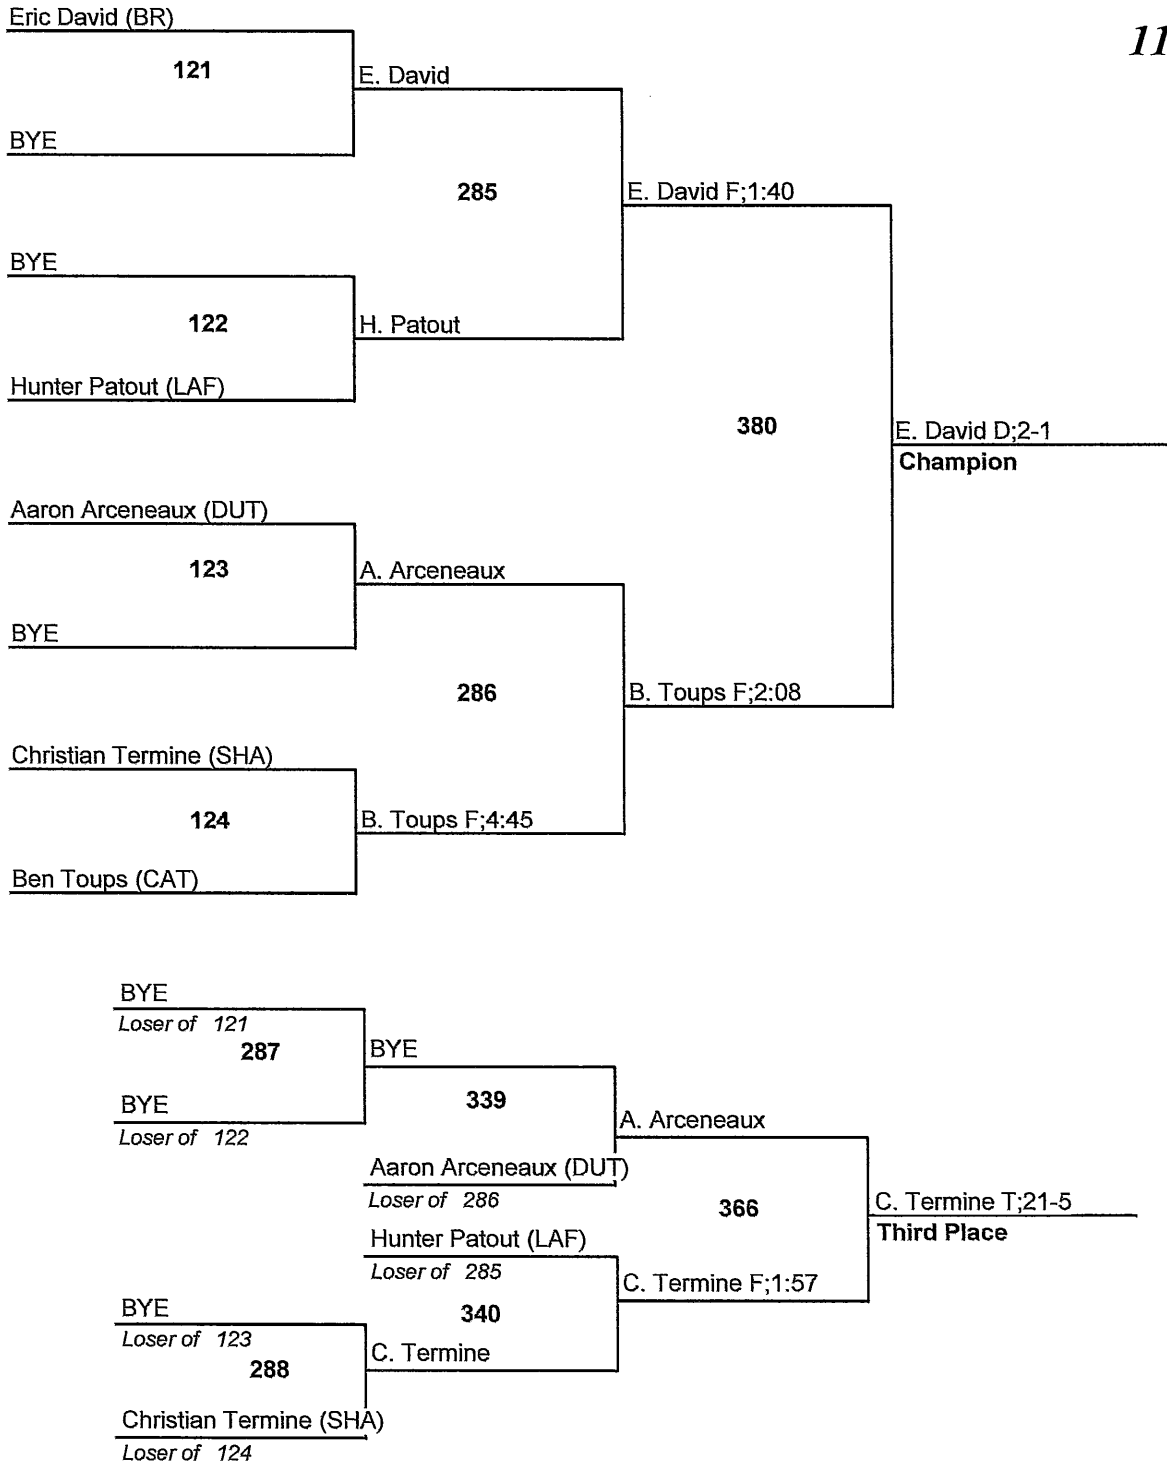 Eric David (BR)
11
121
E. David
BYE
285
E. David F;1:40
BYE
122
H. Patout
Hunter Patout (LAF)
380
E. David D;2-1
Champion
Aaron Arceneaux (DUT)
123
A. Arceneaux
BYE
286
B. Toups F;2:08
Christian Termine (SHA)
124
B. Toups F;4:45
Ben Toups (CAT)
BYE
Loser of 121
287
BYE
339
BYE
Loser of 122
A. Arceneaux
Aaron Arceneaux (DUT)
Loser of 286
366
C. Termine T;21-5
Third Place
Hunter Patout (LAF)
Loser of 285
C. Termine F;1:57
340
BYE
Loser of 123
288
C. Termine
Christian Termine (SHA)
Loser of 124